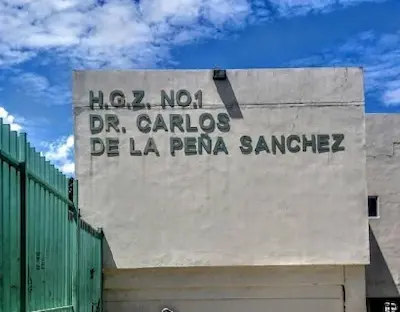 H.G.Z. NO.1
DR. CARLOS
DE LA PEÑA SANCHEZ